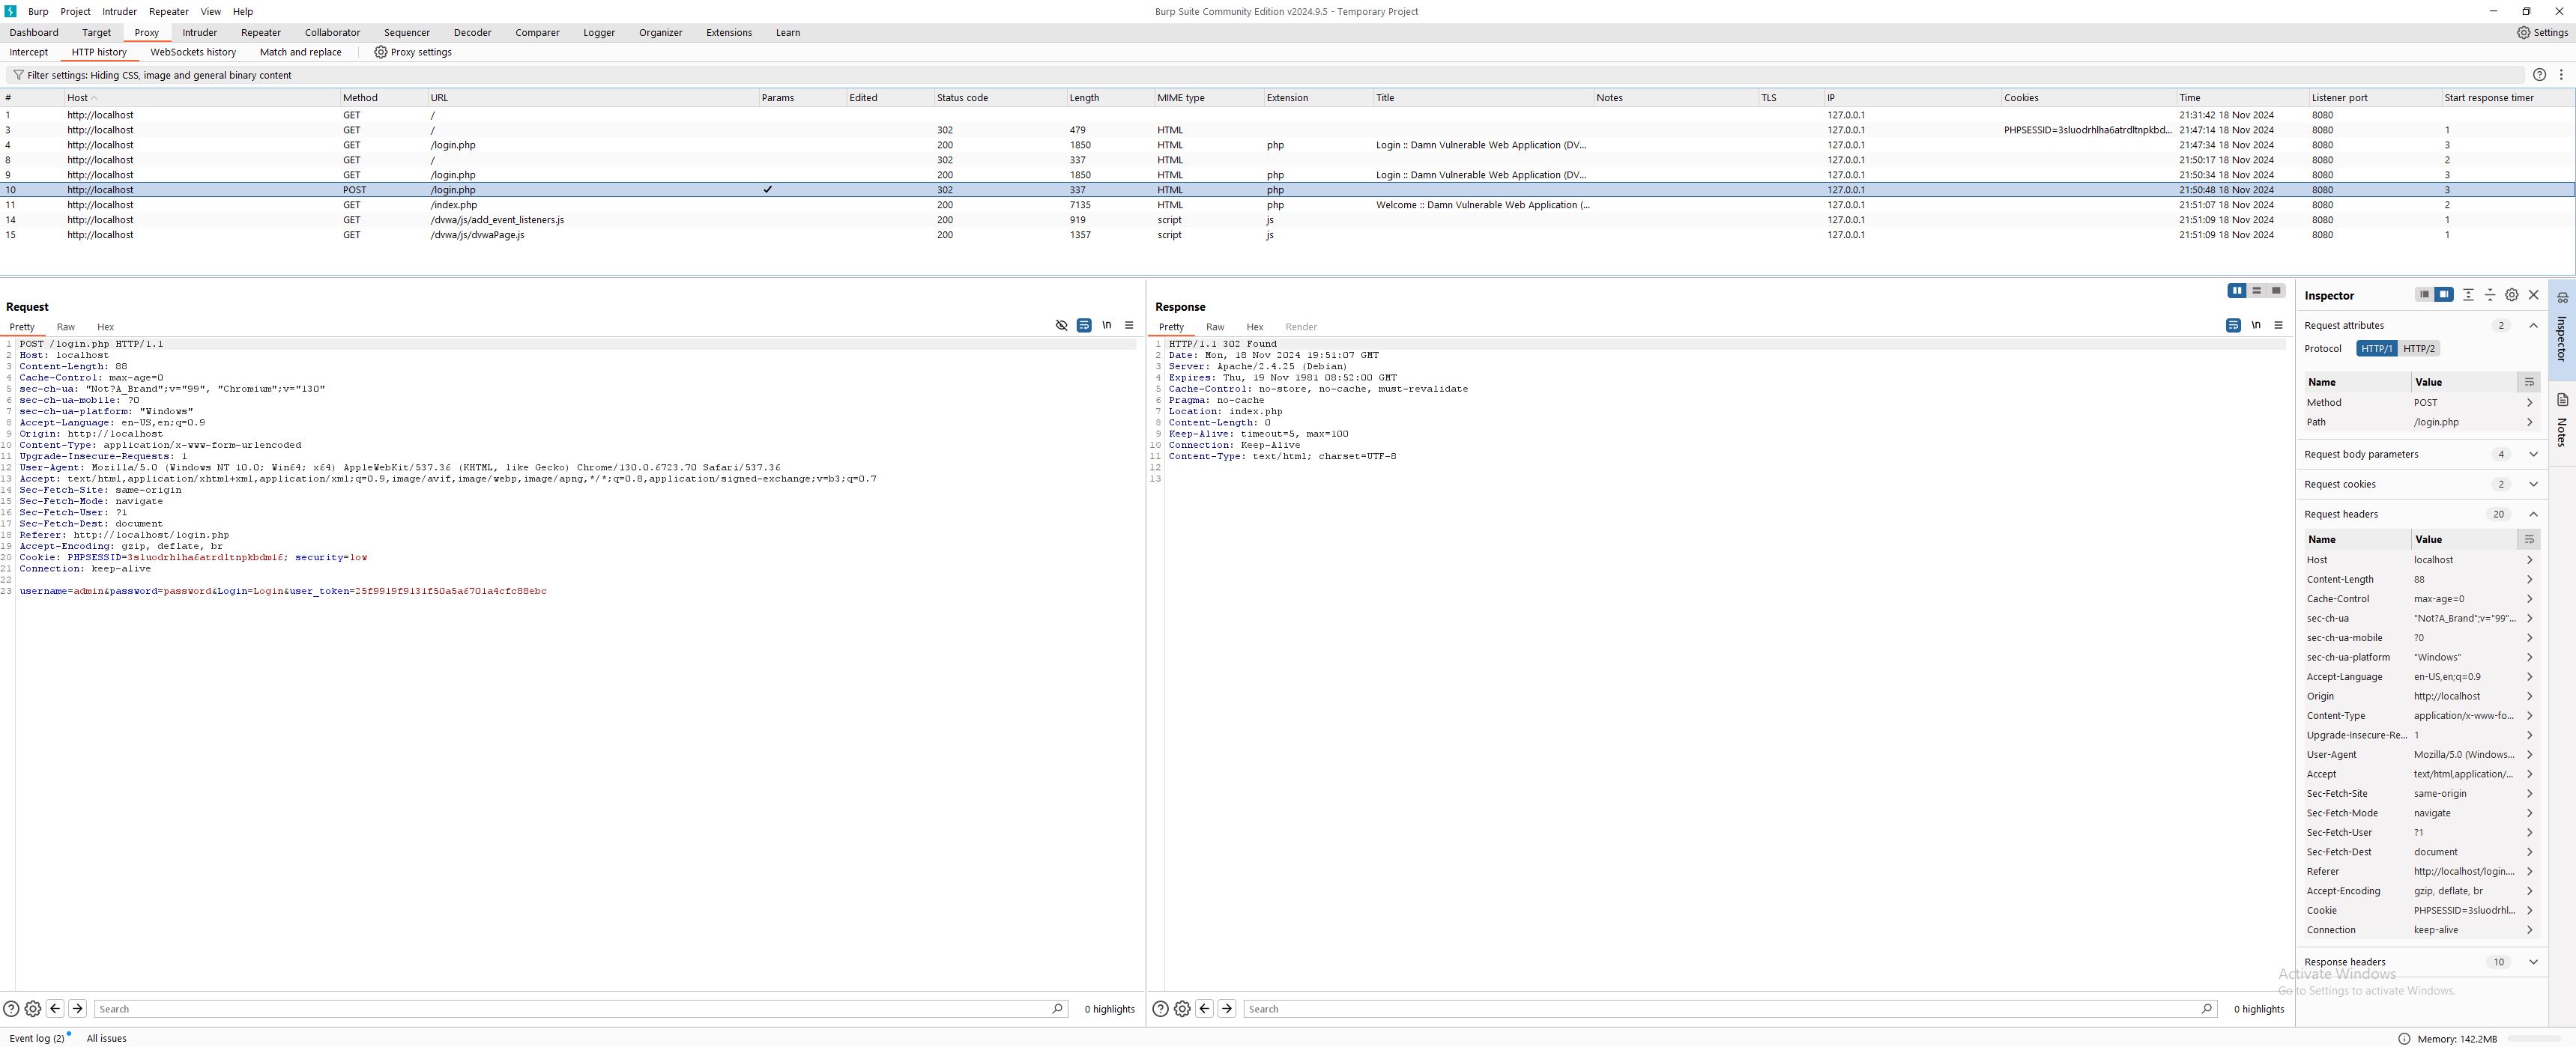 Burp Project Intruder Repeater View Help
Burp Suite Community Edition v2024.9.5 - Temporary Project
Dashboard Target Proxy Intruder Repeater Collaborator Sequencer Decoder Comparer Logger Organizer Extensions Learn Settings
Intercept HTTP history WebSockets history Match and replace Proxy settings
Filter settings: Hiding CSS, image and general binary content
# Host Method URL Params Edited Status code Length MIME type Extension Title Notes TLS IP Cookies Time Listener port Start response timer
1 http://localhost GET / 127.0.0.1 21:31:42 18 Nov 2024 8080
3 http://localhost GET / 302 479 HTML 127.0.0.1 PHPSESSID=3sluodrhlha6atrdltnpkbd... 21:47:14 18 Nov 2024 8080 1
4 http://localhost GET /login.php 200 1850 HTML php Login :: Damn Vulnerable Web Application (DV... 127.0.0.1 21:47:34 18 Nov 2024 8080 3
8 http://localhost GET / 302 337 HTML 127.0.0.1 21:50:17 18 Nov 2024 8080 2
9 http://localhost GET /login.php 200 1850 HTML php Login :: Damn Vulnerable Web Application (DV... 127.0.0.1 21:50:34 18 Nov 2024 8080 3
10 http://localhost POST /login.php ✓ 302 337 HTML php 127.0.0.1 21:50:48 18 Nov 2024 8080 3
11 http://localhost GET /index.php 200 7135 HTML php Welcome :: Damn Vulnerable Web Application (... 127.0.0.1 21:51:07 18 Nov 2024 8080 2
14 http://localhost GET /dvwa/js/add_event_listeners.js 200 919 script js 127.0.0.1 21:51:09 18 Nov 2024 8080 1
15 http://localhost GET /dvwa/js/dvwaPage.js 200 1357 script js 127.0.0.1 21:51:09 18 Nov 2024 8080 1
Request
Pretty Raw Hex
\n
1 POST /login.php HTTP/1.1
2 Host: localhost
3 Content-Length: 88
4 Cache-Control: max-age=0
5 sec-ch-ua: "Not?A_Brand";v="99", "Chromium";v="130"
6 sec-ch-ua-mobile: ?0
7 sec-ch-ua-platform: "Windows"
8 Accept-Language: en-US,en;q=0.9
9 Origin: http://localhost
10 Content-Type: application/x-www-form-urlencoded
11 Upgrade-Insecure-Requests: 1
12 User-Agent: Mozilla/5.0 (Windows NT 10.0; Win64; x64) AppleWebKit/537.36 (KHTML, like Gecko) Chrome/130.0.6723.70 Safari/537.36
13 Accept: text/html,application/xhtml+xml,application/xml;q=0.9,image/avif,image/webp,image/apng,*/*;q=0.8,application/signed-exchange;v=b3;q=0.7
14 Sec-Fetch-Site: same-origin
15 Sec-Fetch-Mode: navigate
16 Sec-Fetch-User: ?1
17 Sec-Fetch-Dest: document
18 Referer: http://localhost/login.php
19 Accept-Encoding: gzip, deflate, br
20 Cookie: PHPSESSID=3sluodrhlha6atrdltnpkbdmi6; security=low
21 Connection: keep-alive
22
23 username=admin&password=password&Login=Login&user_token=25f9919f9131f50a5a6701a4cfc88ebc
Search 0 highlights
Response
Pretty Raw Hex Render
\n
1 HTTP/1.1 302 Found
2 Date: Mon, 18 Nov 2024 19:51:07 GMT
3 Server: Apache/2.4.25 (Debian)
4 Expires: Thu, 19 Nov 1981 08:52:00 GMT
5 Cache-Control: no-store, no-cache, must-revalidate
6 Pragma: no-cache
7 Location: index.php
8 Content-Length: 0
9 Keep-Alive: timeout=5, max=100
10 Connection: Keep-Alive
11 Content-Type: text/html; charset=UTF-8
12
13
Search 0 highlights
Inspector
Request attributes 2
Protocol HTTP/1 HTTP/2
Name Value
Method POST
Path /login.php
Request body parameters 4
Request cookies 2
Request headers 20
Name Value
Host localhost
Content-Length 88
Cache-Control max-age=0
sec-ch-ua "Not?A_Brand";v="99"...
sec-ch-ua-mobile ?0
sec-ch-ua-platform "Windows"
Accept-Language en-US,en;q=0.9
Origin http://localhost
Content-Type application/x-www-fo...
Upgrade-Insecure-Re... 1
User-Agent Mozilla/5.0 (Windows...
Accept text/html,application/...
Sec-Fetch-Site same-origin
Sec-Fetch-Mode navigate
Sec-Fetch-User ?1
Sec-Fetch-Dest document
Referer http://localhost/login....
Accept-Encoding gzip, deflate, br
Cookie PHPSESSID=3sluodrhl...
Connection keep-alive
Response headers 10
Inspector
Notes
Activate Windows
Go to Settings to activate Windows.
Event log (2) All issues
Memory: 142.2MB